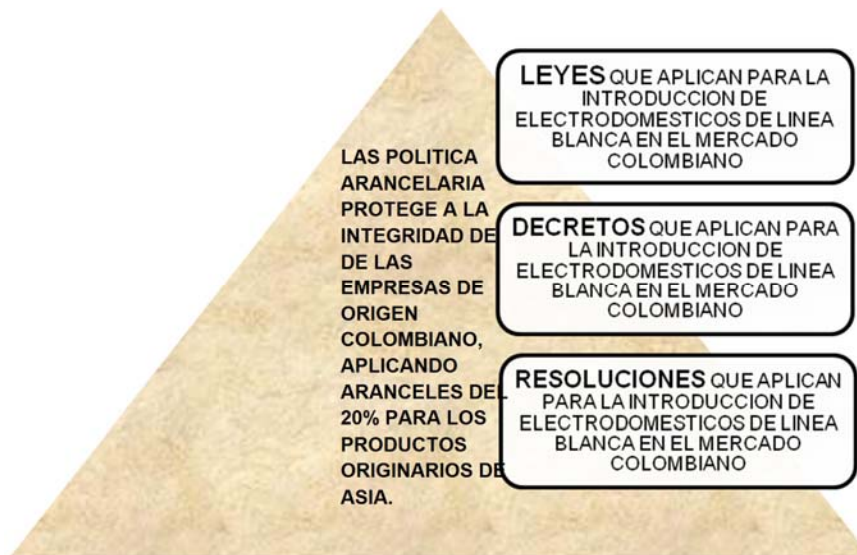 LAS POLITICA
ARANCELARIA
PROTEGE A LA
INTEGRIDAD DE
DE LAS
EMPRESAS DE
ORIGEN
COLOMBIANO,
APLICANDO
ARANCELES DEL
20% PARA LOS
PRODUCTOS
ORIGINARIOS DE
ASIA.
LEYES QUE APLICAN PARA LA
INTRODUCCION DE
ELECTRODOMESTICOS DE LINEA
BLANCA EN EL MERCADO
COLOMBIANO
DECRETOS QUE APLICAN PARA
LA INTRODUCCION DE
ELECTRODOMESTICOS DE LINEA
BLANCA EN EL MERCADO
COLOMBIANO
RESOLUCIONES QUE APLICAN
PARA LA INTRODUCCION DE
ELECTRODOMESTICOS DE LINEA
BLANCA EN EL MERCADO
COLOMBIANO